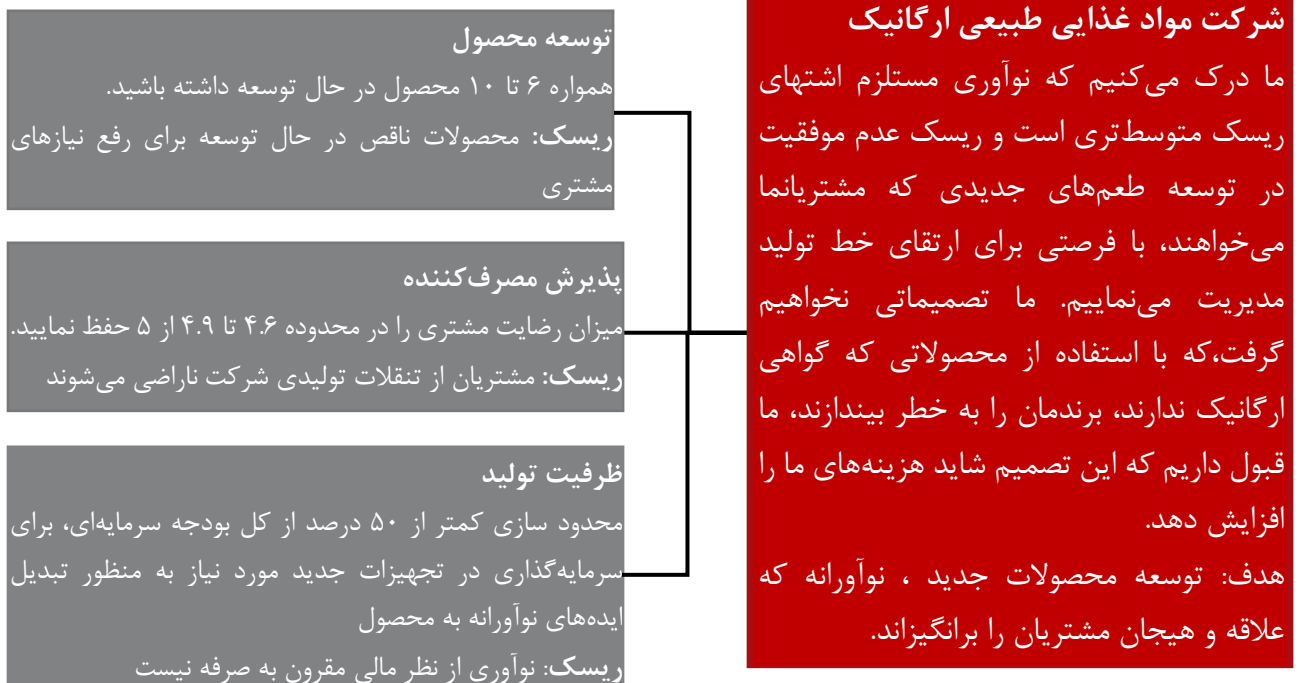 شرکت مواد غذایی طبیعی ارگانیک
ما درک می‌کنیم که نوآوری مستلزم اشتهای
ریسک متوسط‌تری است و ریسک عدم موفقیت
در توسعه طعم‌های جدیدی که مشتریانما
می‌خواهند، با فرصتی برای ارتقای خط تولید
مدیریت می‌نماییم. ما تصمیماتی نخواهیم
گرفت،که با استفاده از محصولاتی که گواهی
ارگانیک ندارند، برندمان را به خطر بیندازند، ما
قبول داریم که این تصمیم شاید هزینه‌های ما را
افزایش دهد.
هدف: توسعه محصولات جدید ، نوآورانه که
علاقه و هیجان مشتریان را برانگیزاند.
توسعه محصول
همواره ۶ تا ۱۰ محصول در حال توسعه داشته باشید.
ریسک: محصولات ناقص در حال توسعه برای رفع نیازهای
مشتری
پذیرش مصرف‌کننده
میزان رضایت مشتری را در محدوده ۴.۶ تا ۴.۹ از ۵ حفظ نمایید.
ریسک: مشتریان از تنقلات تولیدی شرکت ناراضی می‌شوند
ظرفیت تولید
محدود سازی کمتر از ۵۰ درصد از کل بودجه سرمایه‌ای، برای
سرمایه‌گذاری در تجهیزات جدید مورد نیاز به منظور تبدیل
ایده‌های نوآورانه به محصول
ریسک: نوآوری از نظر مالی مقرون به صرفه نیست